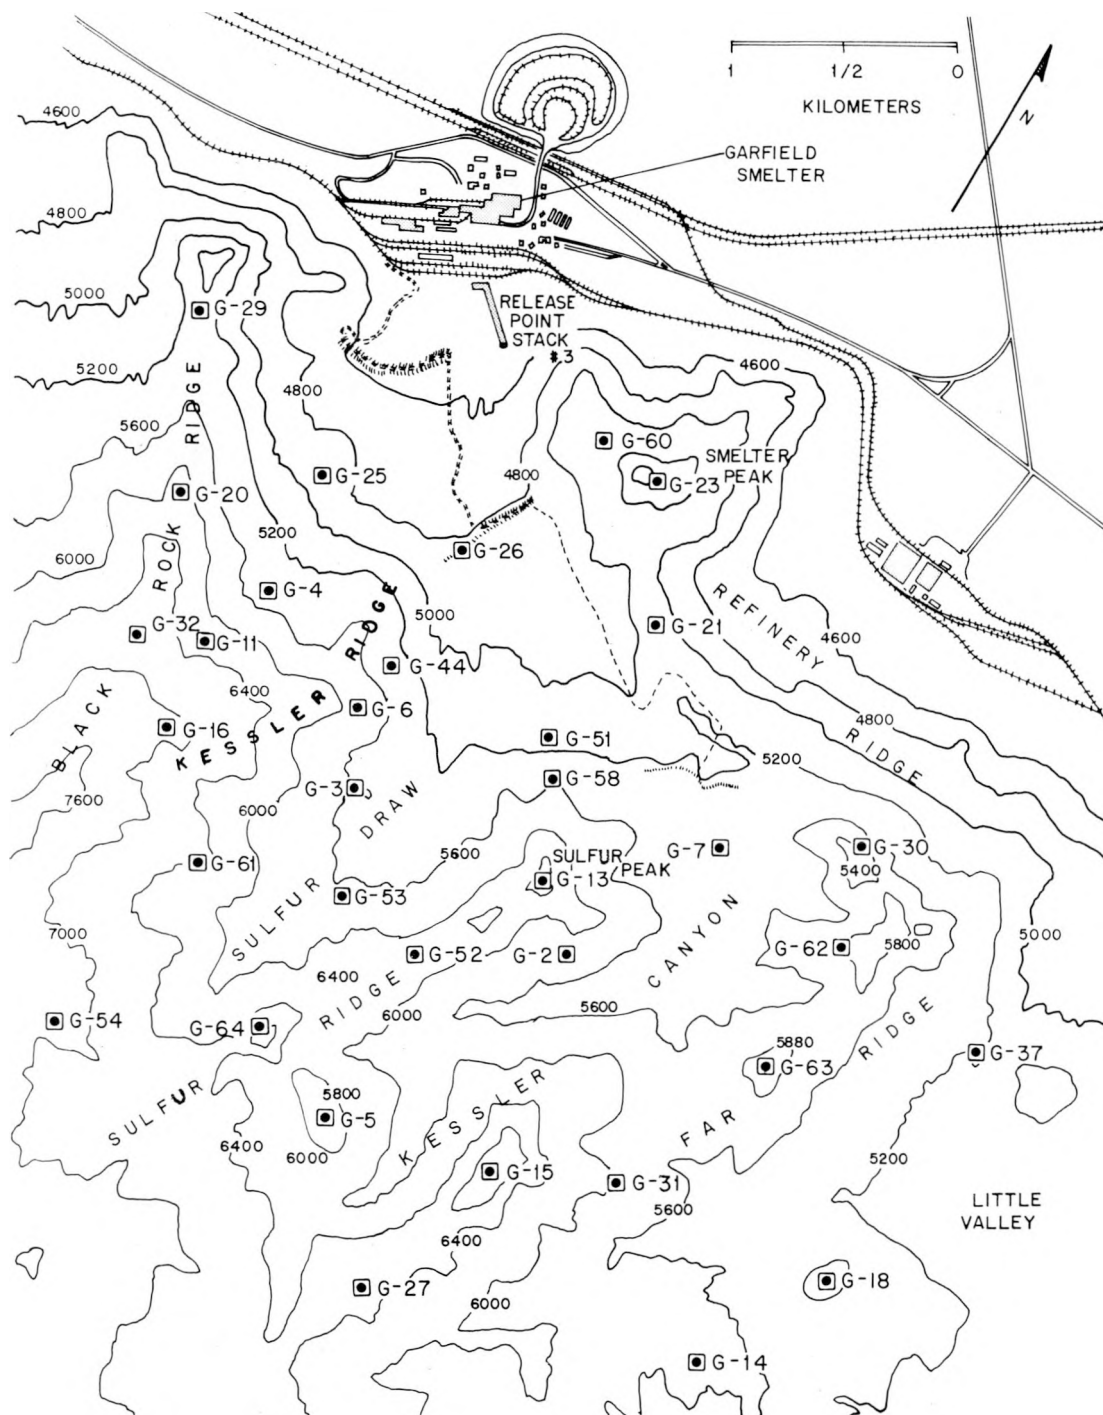 4600
1
1/2
0
KILOMETERS
N
GARFIELD
SMELTER
4800
5000
G-29
RELEASE
POINT
STACK
#3
5200
4600
RIDGE
4800
5600
G-60
SMELTER
PEAK
G-25
4800
G-23
G-20
5200
6000
ROCK
G-26
G-4
RIDGE
5000
REFINERY
G-32
G-11
G-21
4600
G-44
6400
BLACK
KESSLER
G-6
G-16
4800
G-51
RIDGE
5200
G-58
G-3
DRAW
7600
6000
5600
G-7
G-30
SULFUR
PEAK
G-61
5400
G-13
SULFUR
G-53
CANYON
7000
G-52
G-2
G-62
5800
5000
6400
RIDGE
6000
5600
RIDGE
G-54
G-64
5880
G-37
G-63
SULFUR
5800
KESSLER
G-5
FAR
6400
6000
5200
G-15
G-31
5600
LITTLE
VALLEY
6400
G-27
G-18
6000
G-14